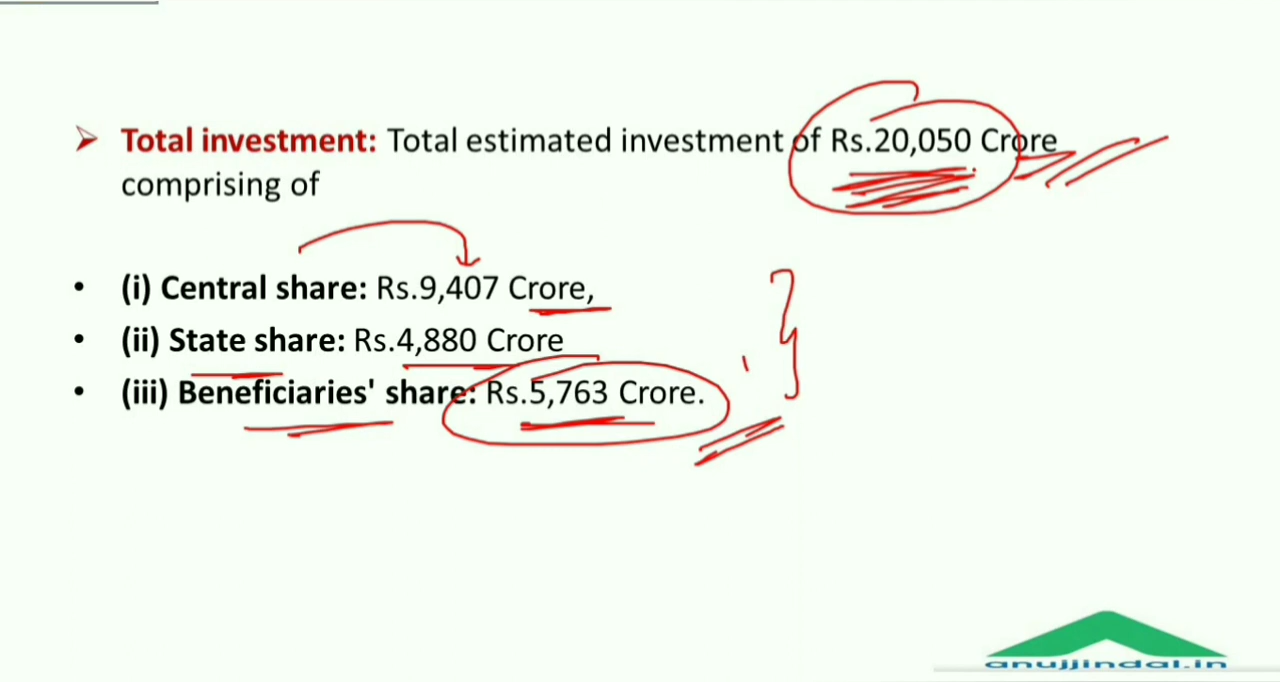 ➢ Total investment: Total estimated investment of Rs.20,050 Crore
comprising of
• (i) Central share: Rs.9,407 Crore,
• (ii) State share: Rs.4,880 Crore
• (iii) Beneficiaries' share: Rs.5,763 Crore.
anujjindal.in